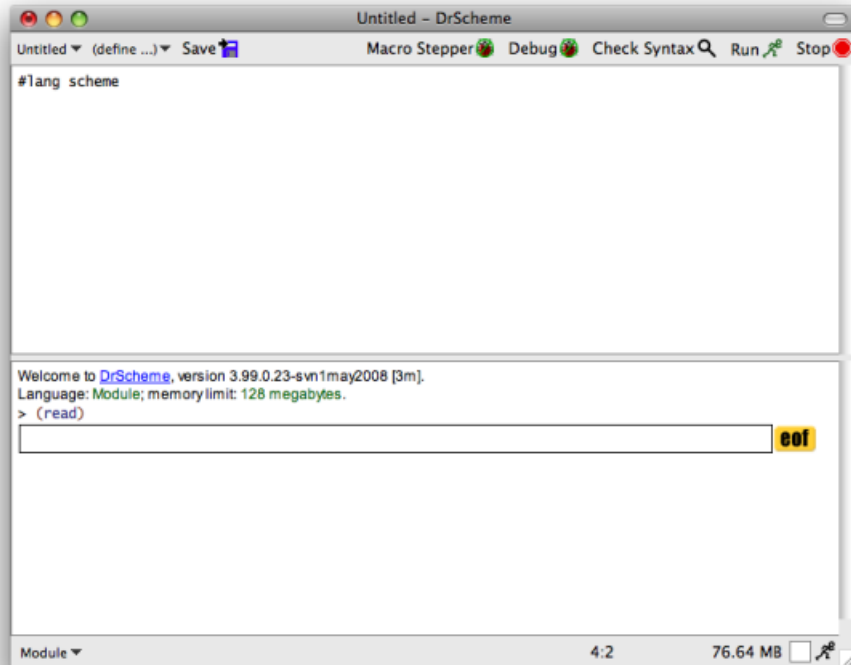 Untitled – DrScheme
Untitled (define ...) Save Macro Stepper Debug Check Syntax Run Stop
#lang scheme
Welcome to DrScheme, version 3.99.0.23-svn1may2008 [3m].
Language: Module; memory limit: 128 megabytes.
> (read)
eof
Module 4:2 76.64 MB